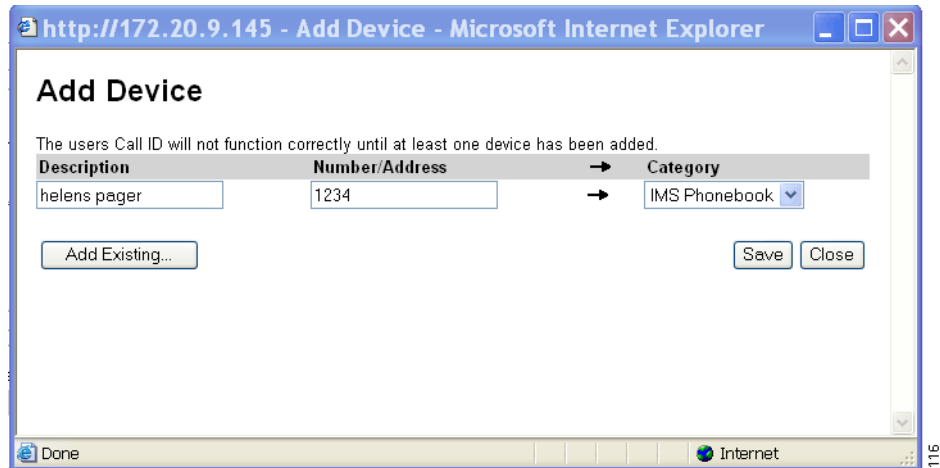 http://172.20.9.145 - Add Device - Microsoft Internet Explorer
Add Device
The users Call ID will not function correctly until at least one device has been added.
Description Number/Address Category
helens pager 1234 IMS Phonebook
Add Existing... Save Close
Done Internet
116